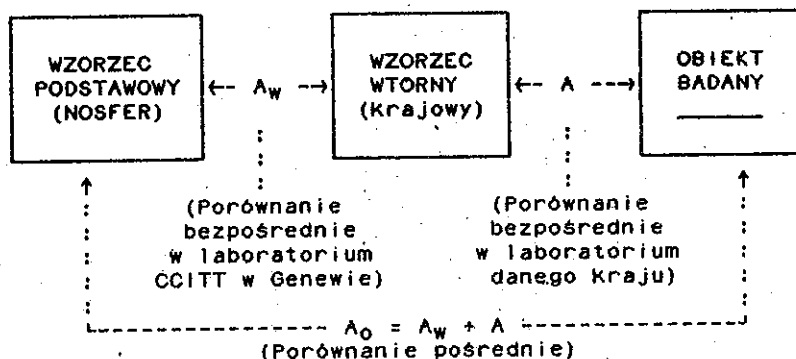 WZORZEC
PODSTAWOWY
(NOSFER)
<-- Aw -->
WZORZEC
WTORNY
(Krajowy)
<-- A -->
OBIEKT
BADANY
(Porównanie
bezpośrednie
w laboratorium
CCITT w Genewie)
(Porównanie
bezpośrednie
w laboratorium
danego Kraju)
Ao = Aw + A
(Porównanie pośrednie)